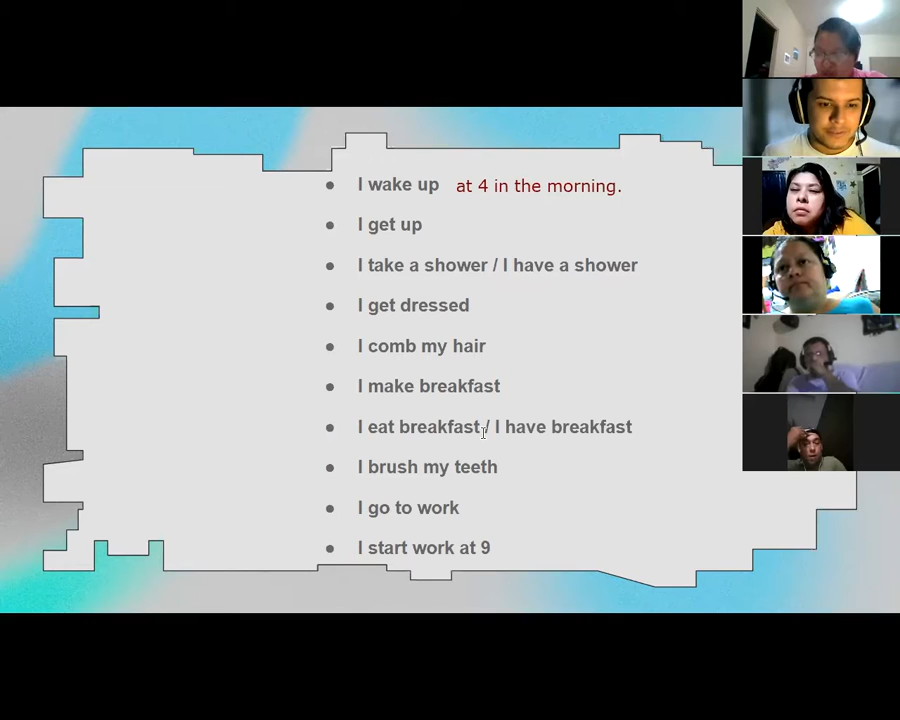 I wake up at 4 in the morning.
I get up
I take a shower / I have a shower
I get dressed
I comb my hair
I make breakfast
I eat breakfast / I have breakfast
I brush my teeth
I go to work
I start work at 9